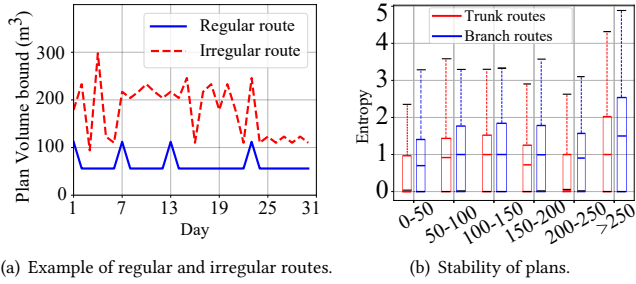 Plan Volume bound (m³)
300
200
100
0
Regular route
Irregular route
1 7 13 19 25 31
Day
(a) Example of regular and irregular routes.
Entropy
5
4
3
2
1
0
Trunk routes
Branch routes
0-50 50-100 100-150 150-200 200-250 >250
(b) Stability of plans.